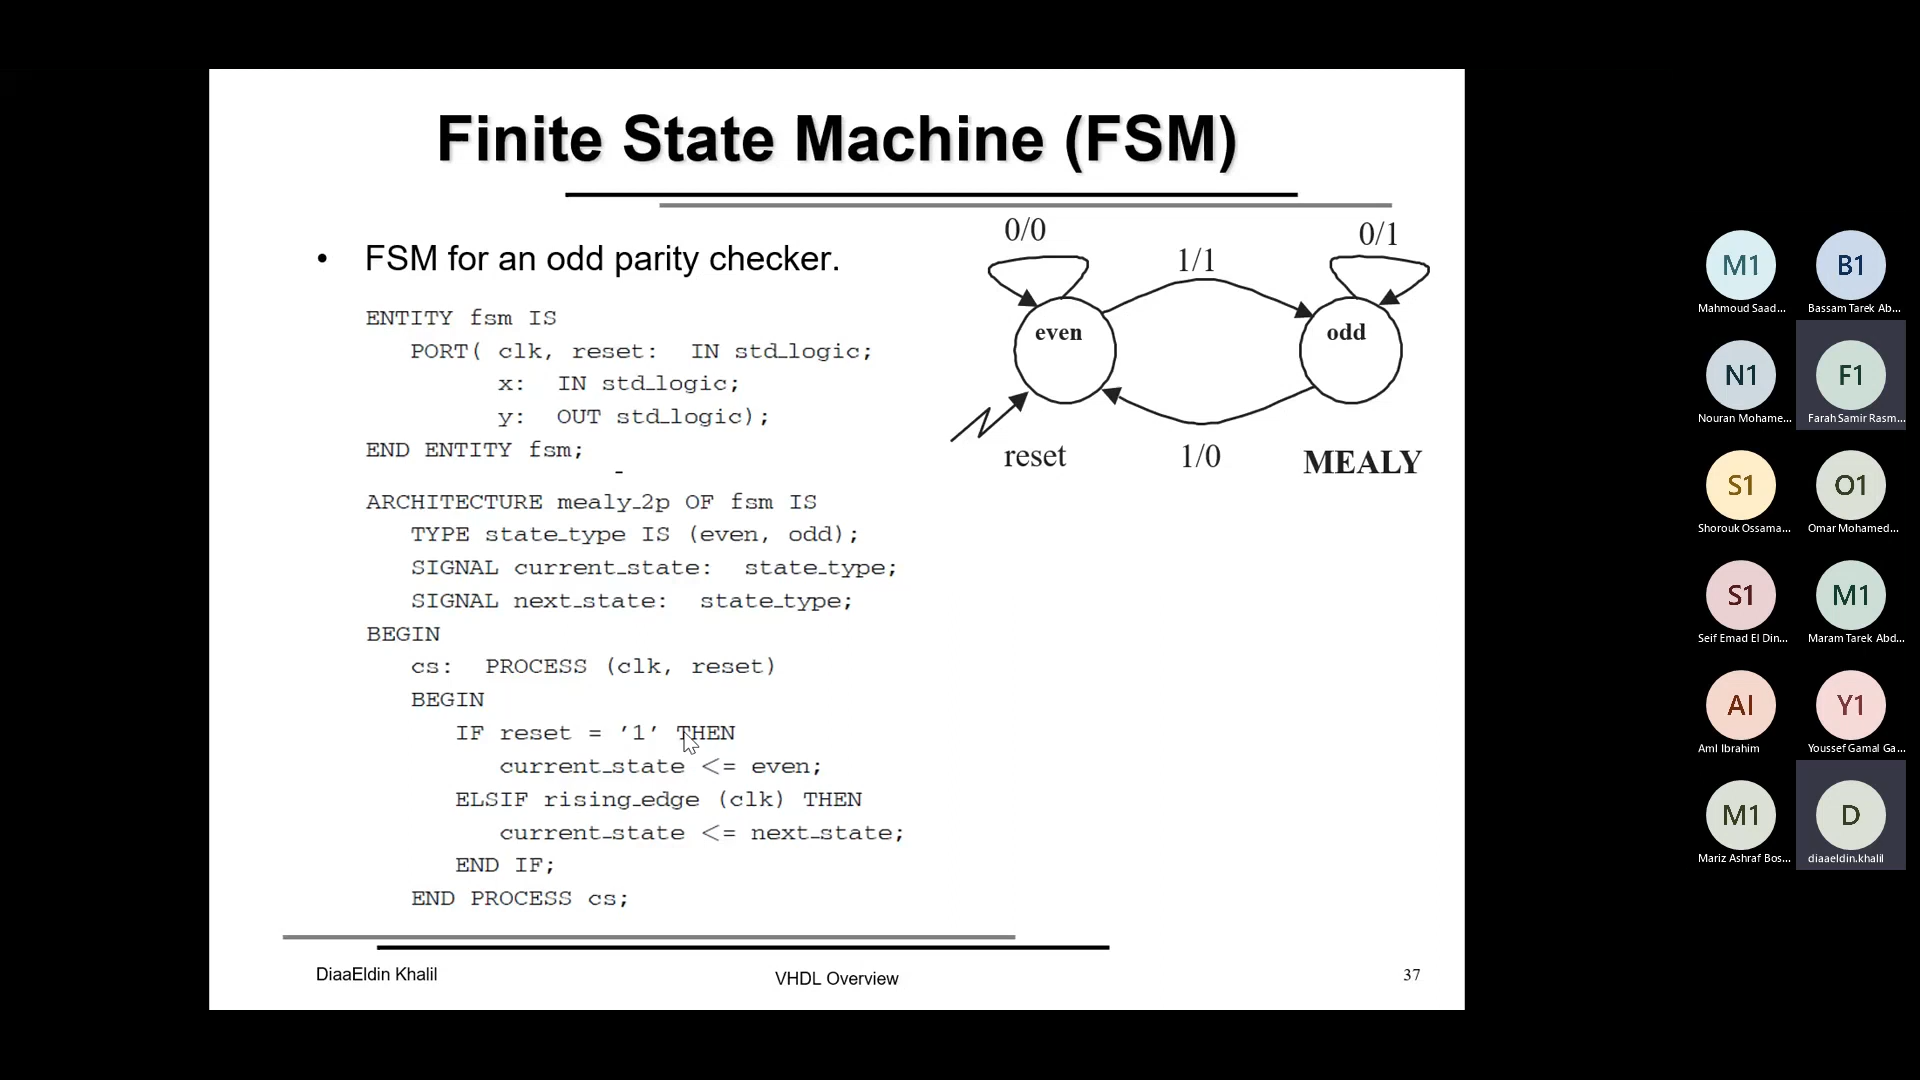 Finite State Machine (FSM)
• FSM for an odd parity checker.
ENTITY fsm IS
PORT( clk, reset: IN std_logic;
x: IN std_logic;
y: OUT std_logic);
END ENTITY fsm;
-
ARCHITECTURE mealy_2p OF fsm IS
TYPE state_type IS (even, odd);
SIGNAL current_state: state_type;
SIGNAL next_state: state_type;
BEGIN
cs: PROCESS (clk, reset)
BEGIN
IF reset = '1' THEN
current_state <= even;
ELSIF rising_edge (clk) THEN
current_state <= next_state;
END IF;
END PROCESS cs;
0/0
0/1
1/1
even
odd
reset
1/0
MEALY
DiaaEldin Khalil
VHDL Overview
37
M1
Mahmoud Saad...
B1
Bassam Tarek Ab...
N1
Nouran Mohame...
F1
Farah Samir Rasm...
S1
Shorouk Ossama...
O1
Omar Mohamed...
S1
Seif Emad El Din...
M1
Maram Tarek Abd...
AI
Aml Ibrahim
Y1
Youssef Gamal Ga...
M1
Mariz Ashraf Bos...
D
diaaeldin.khalil